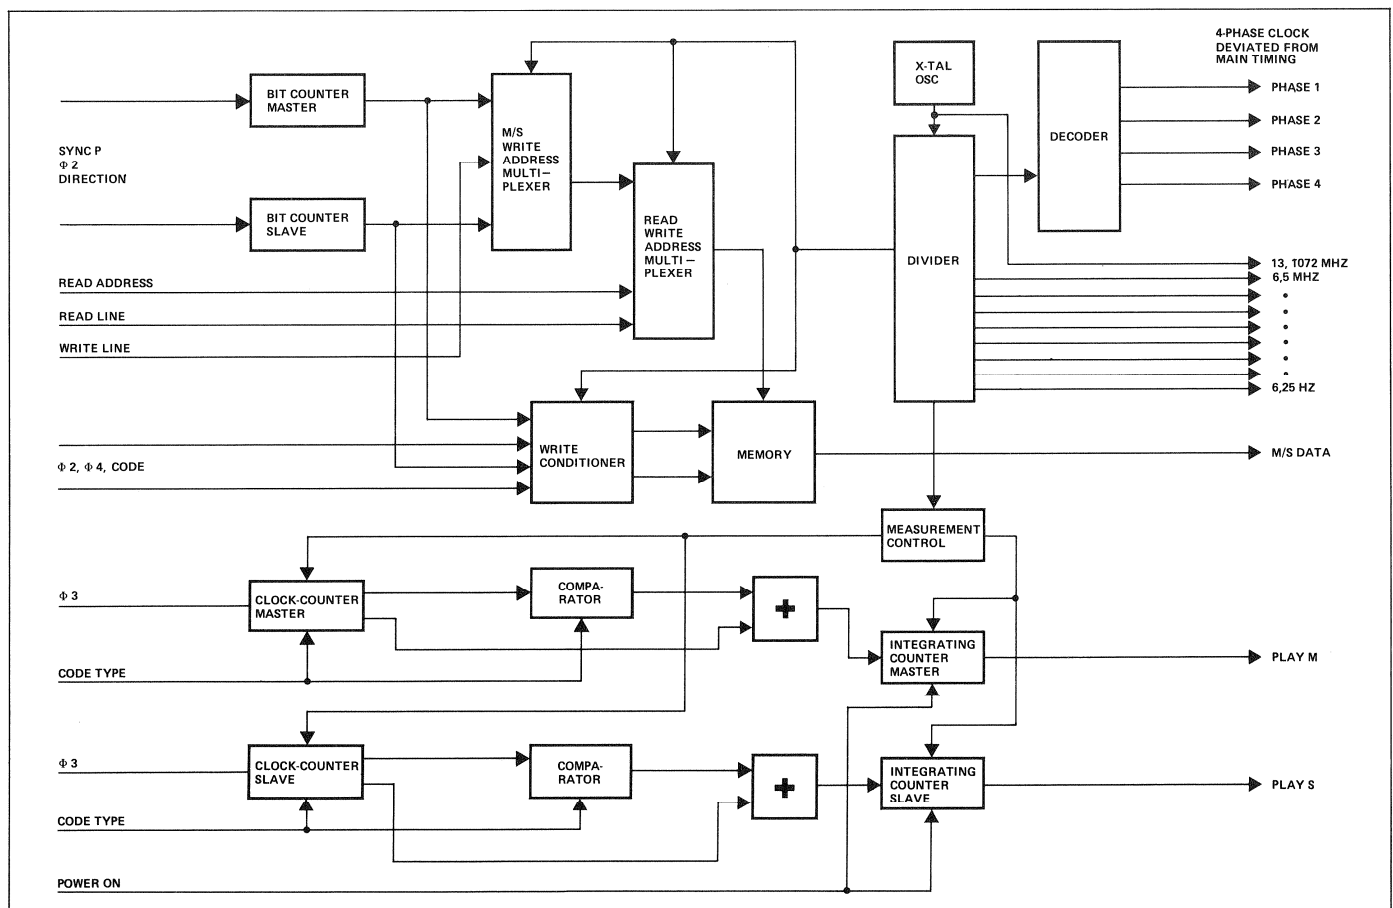 4-PHASE CLOCK
DEVIATED FROM
MAIN TIMING
X-TAL
OSC
PHASE 1
BIT COUNTER
MASTER
PHASE 2
M/S
WRITE
ADDRESS
MULTI-
PLEXER
DECODER
SYNC P
Φ 2
DIRECTION
PHASE 3
PHASE 4
BIT COUNTER
SLAVE
READ
WRITE
ADDRESS
MULTI-
PLEXER
DIVIDER
13, 1072 MHZ
6,5 MHZ
READ ADDRESS
READ LINE
WRITE LINE
6,25 HZ
WRITE
CONDITIONER
MEMORY
M/S DATA
Φ 2, Φ 4, CODE
MEASUREMENT
CONTROL
Φ 3
CLOCK-COUNTER
MASTER
COMPA-
RATOR
+
INTEGRATING
COUNTER
MASTER
PLAY M
CODE TYPE
Φ 3
CLOCK-COUNTER
SLAVE
COMPA-
RATOR
+
INTEGRATING
COUNTER
SLAVE
PLAY S
CODE TYPE
POWER ON